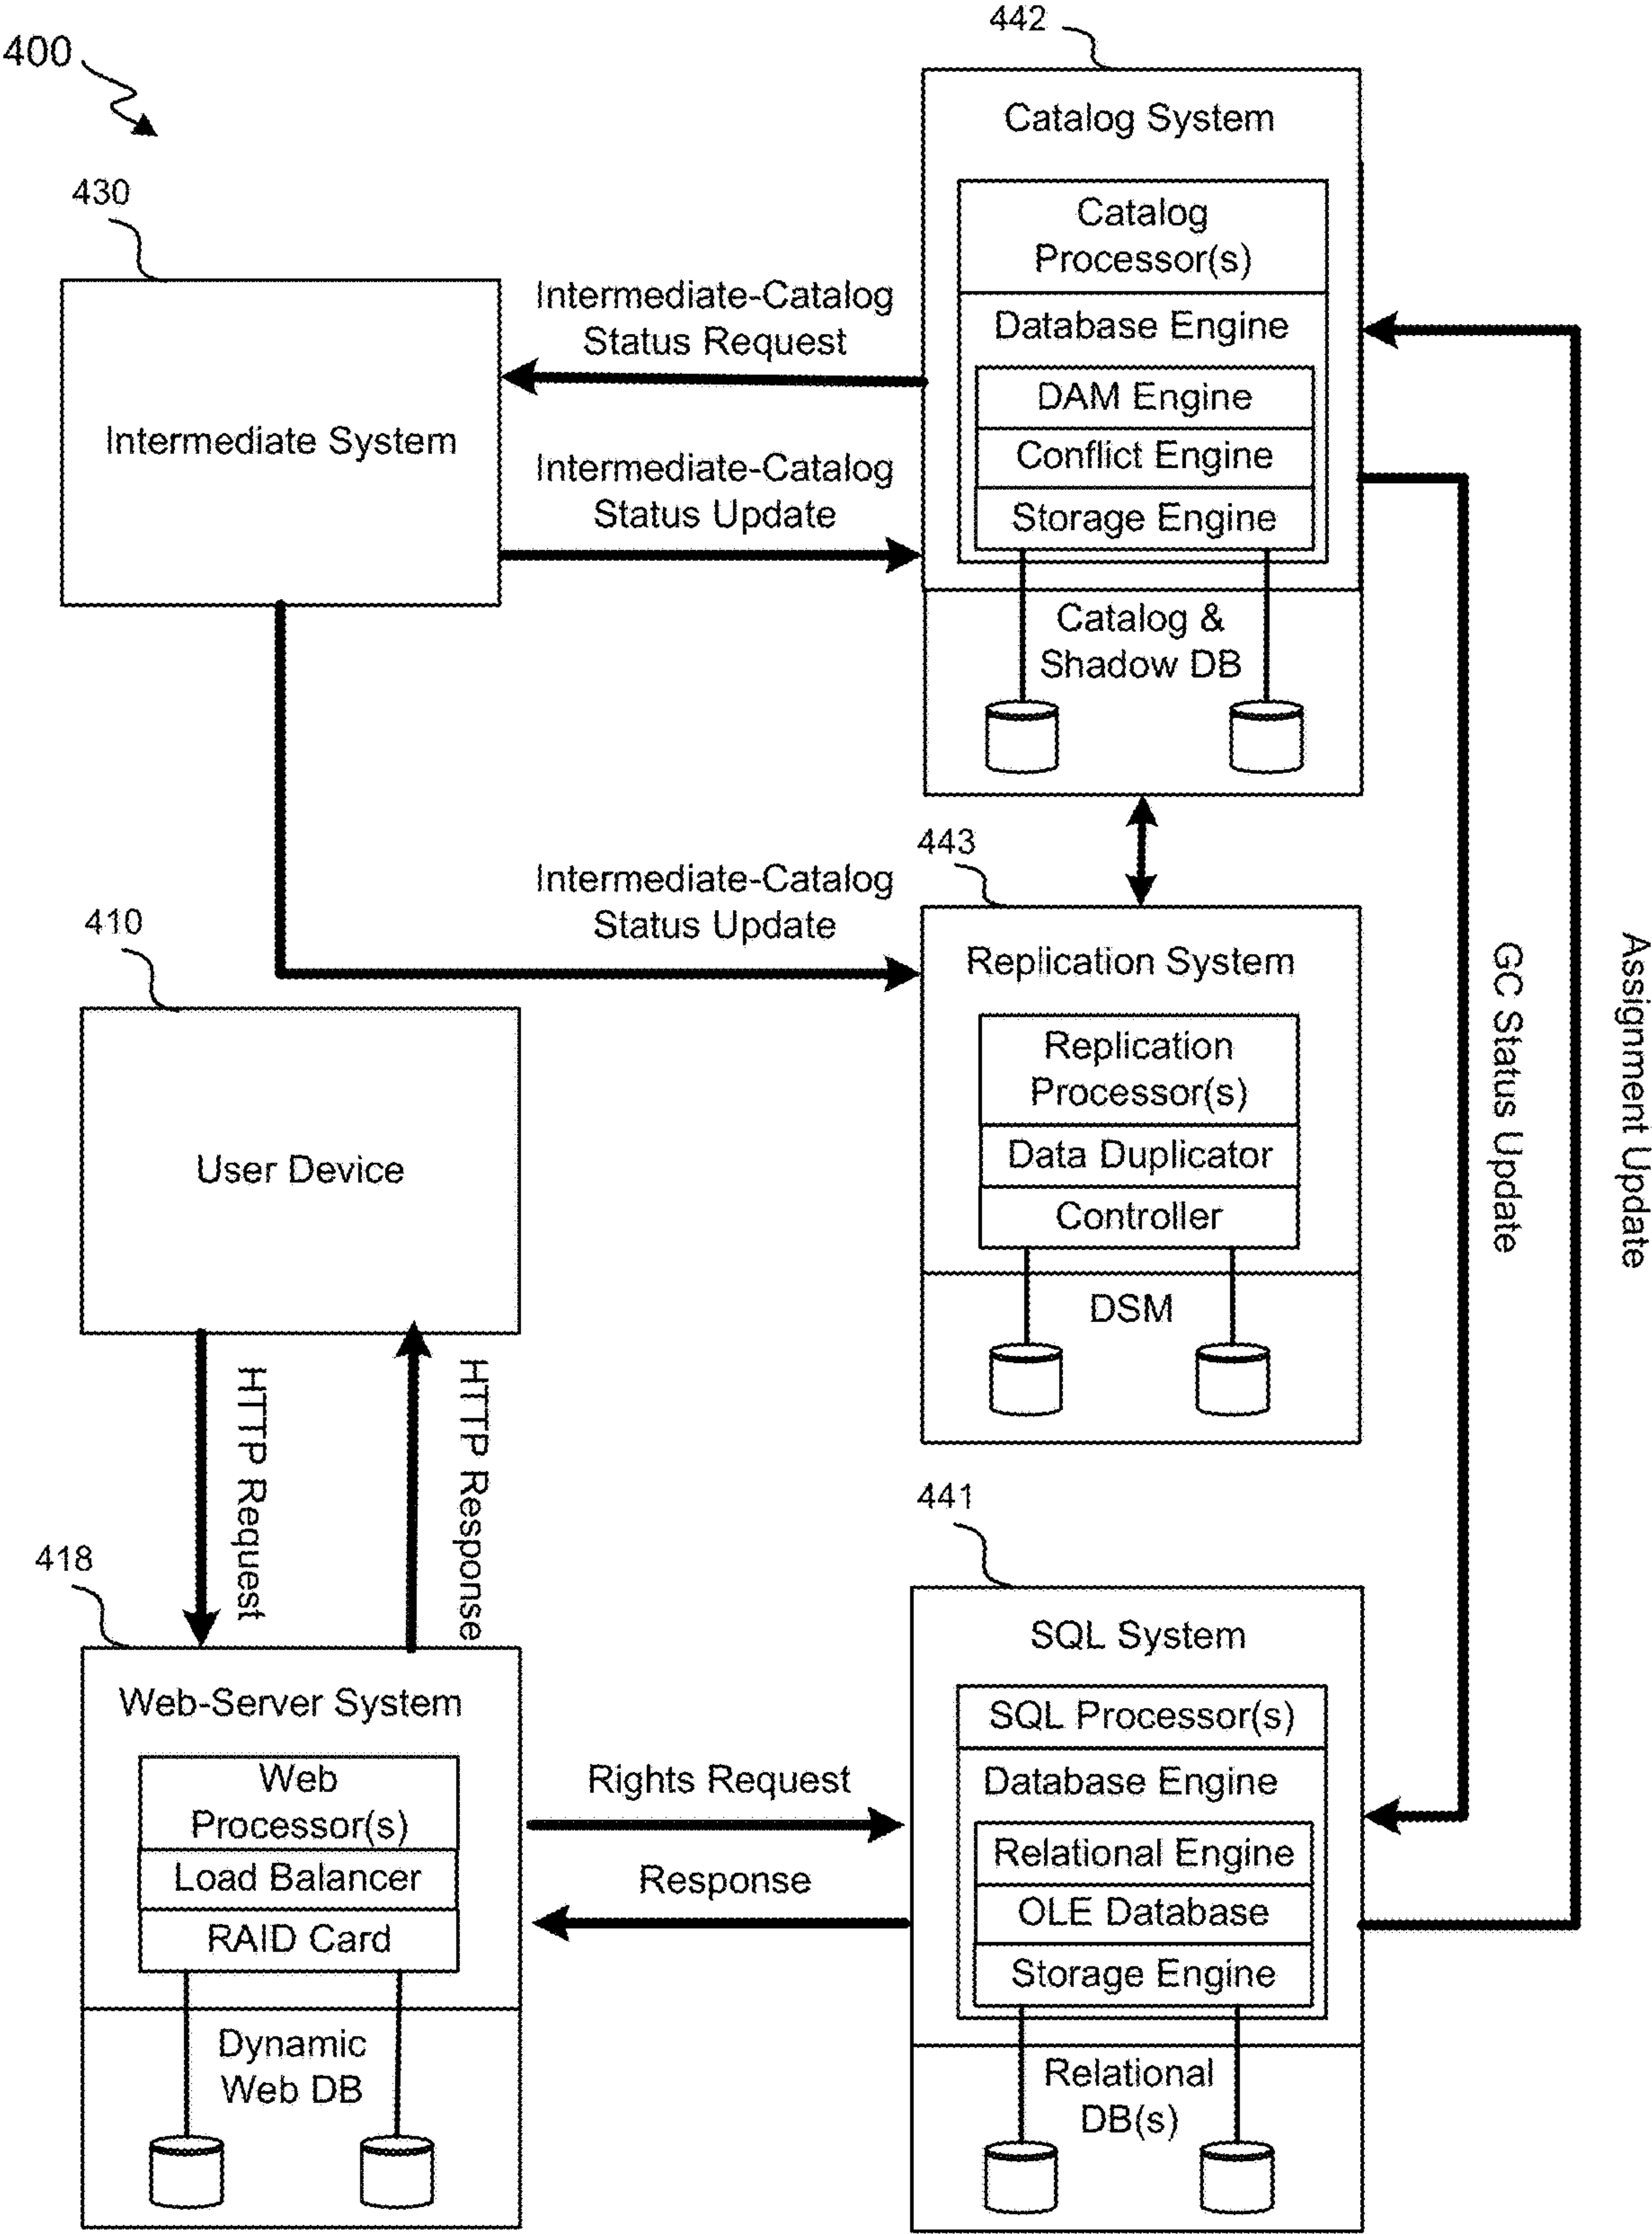 400
442
Catalog System
Catalog
Processor(s)
Database Engine
DAM Engine
Conflict Engine
Storage Engine
Catalog &
Shadow DB
430
Intermediate System
Intermediate-Catalog
Status Request
Intermediate-Catalog
Status Update
Intermediate-Catalog
Status Update
443
Replication System
Replication
Processor(s)
Data Duplicator
Controller
DSM
GC Status Update
Assignment Update
410
User Device
HTTP Request
HTTP Response
418
Web-Server System
Web
Processor(s)
Load Balancer
RAID Card
Dynamic
Web DB
Rights Request
Response
441
SQL System
SQL Processor(s)
Database Engine
Relational Engine
OLE Database
Storage Engine
Relational
DB(s)